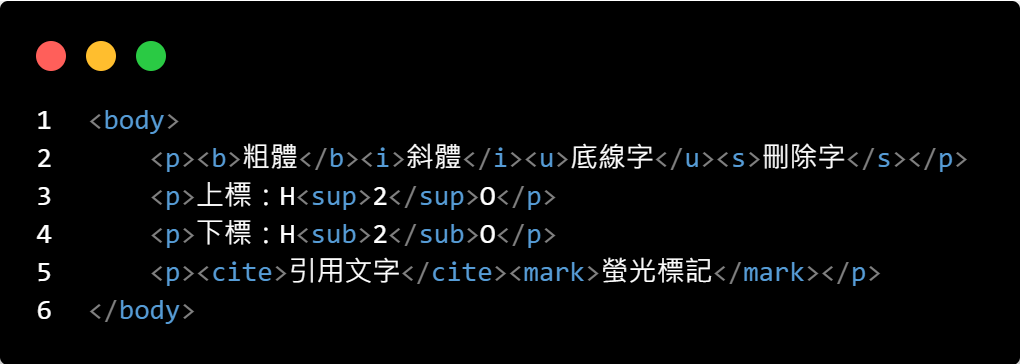 1 <body>
2     <p><b>粗體</b><i>斜體</i><u>底線字</u><s>刪除字</s></p>
3     <p>上標：H<sup>2</sup>O</p>
4     <p>下標：H<sub>2</sub>O</p>
5     <p><cite>引用文字</cite><mark>螢光標記</mark></p>
6 </body>